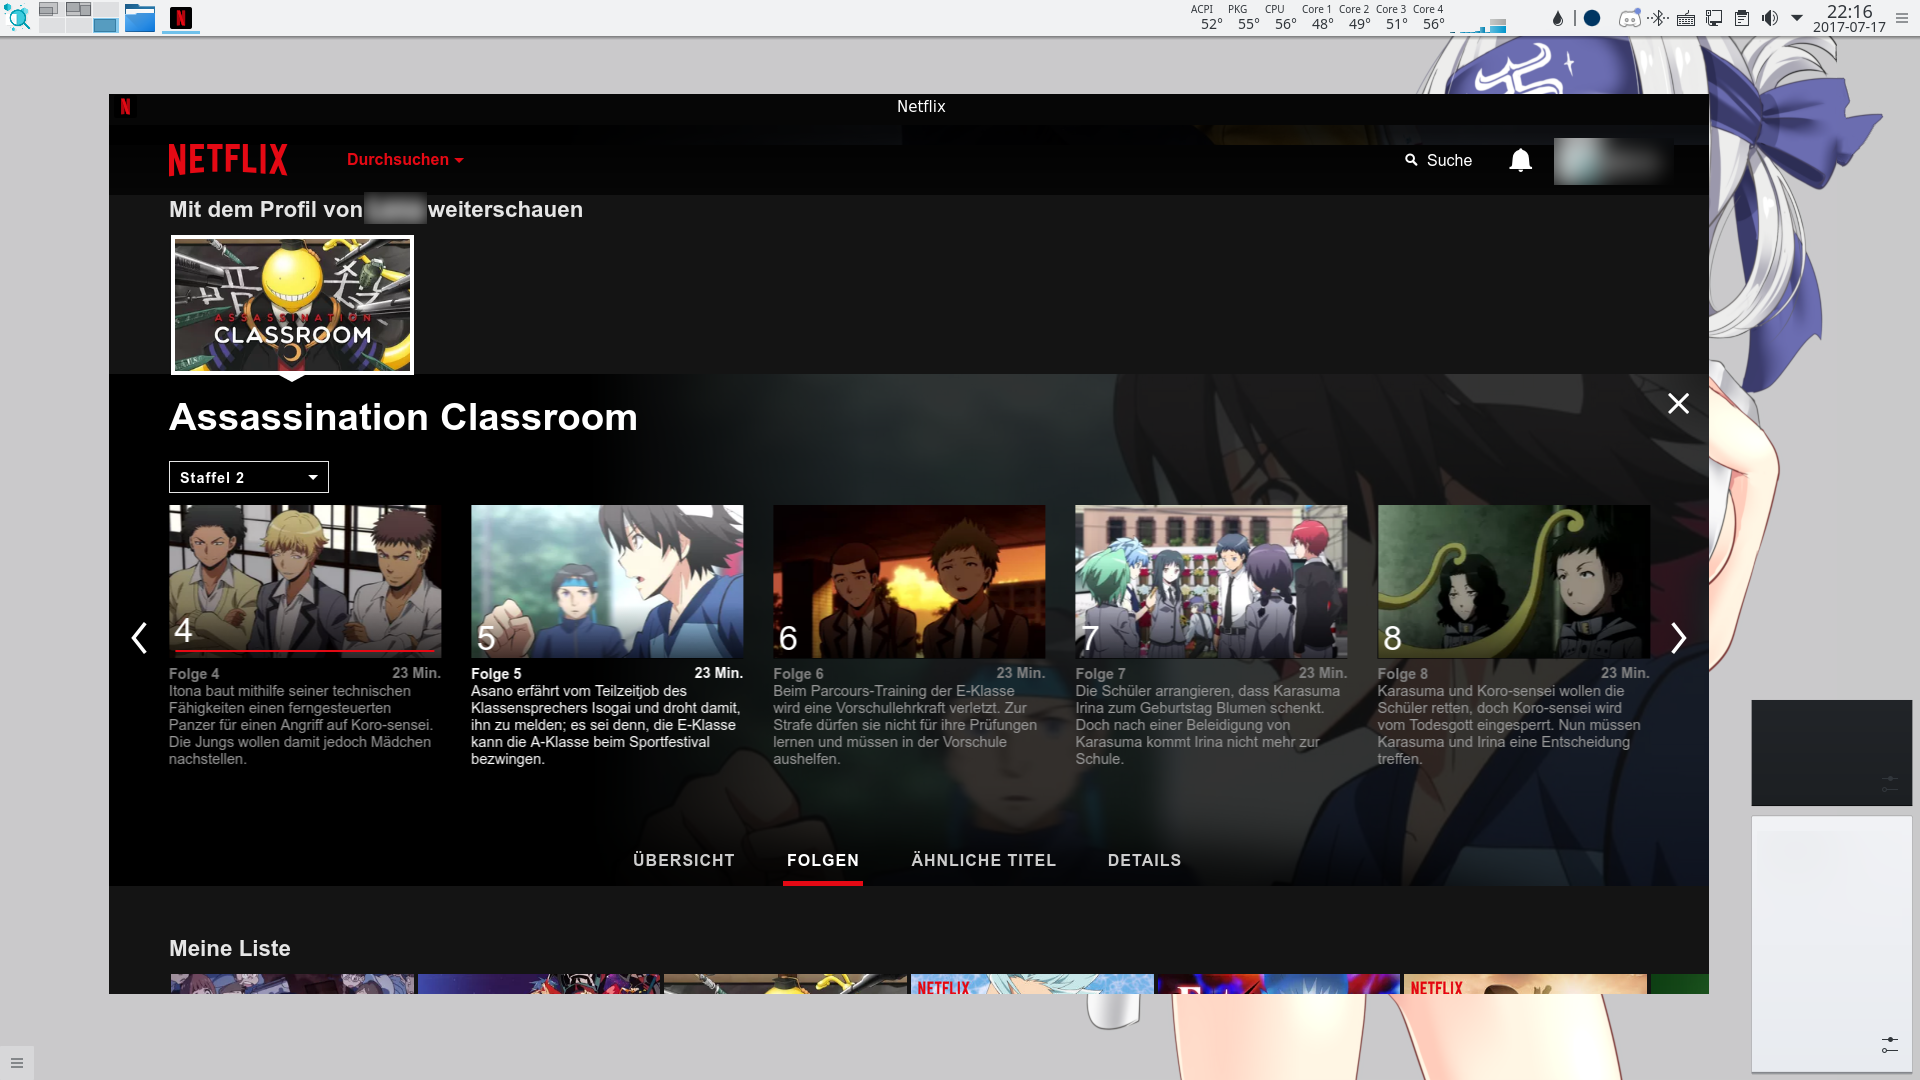 ACPI PKG CPU Core 1 Core 2 Core 3 Core 4
52° 55° 56° 48° 49° 51° 56°
22:16
2017-07-17
N
Netflix
NETFLIX
Durchsuchen
Suche
Mit dem Profil von weiterschauen
ASSASSINATION
CLASSROOM
Assassination Classroom
Staffel 2
4
5
6
7
8
Folge 4 23 Min.
Itona baut mithilfe seiner technischen
Fähigkeiten einen ferngesteuerten
Panzer für einen Angriff auf Koro-sensei.
Die Jungs wollen damit jedoch Mädchen
nachstellen.
Folge 5 23 Min.
Asano erfährt vom Teilzeitjob des
Klassensprechers Isogai und droht damit,
ihn zu melden; es sei denn, die E-Klasse
kann die A-Klasse beim Sportfestival
bezwingen.
Folge 6 23 Min.
Beim Parcours-Training der E-Klasse
wird eine Vorschullehrkraft verletzt. Zur
Strafe dürfen sie nicht für ihre Prüfungen
lernen und müssen in der Vorschule
aushelfen.
Folge 7 23 Min.
Die Schüler arrangieren, dass Karasuma
Irina zum Geburtstag Blumen schenkt.
Doch nach einer Beleidigung von
Karasuma kommt Irina nicht mehr zur
Schule.
Folge 8 23 Min.
Karasuma und Koro-sensei wollen die
Schüler retten, doch Koro-sensei wird
vom Todesgott eingesperrt. Nun müssen
Karasuma und Irina eine Entscheidung
treffen.
ÜBERSICHT FOLGEN ÄHNLICHE TITEL DETAILS
Meine Liste
NETFLIX
NETFLIX